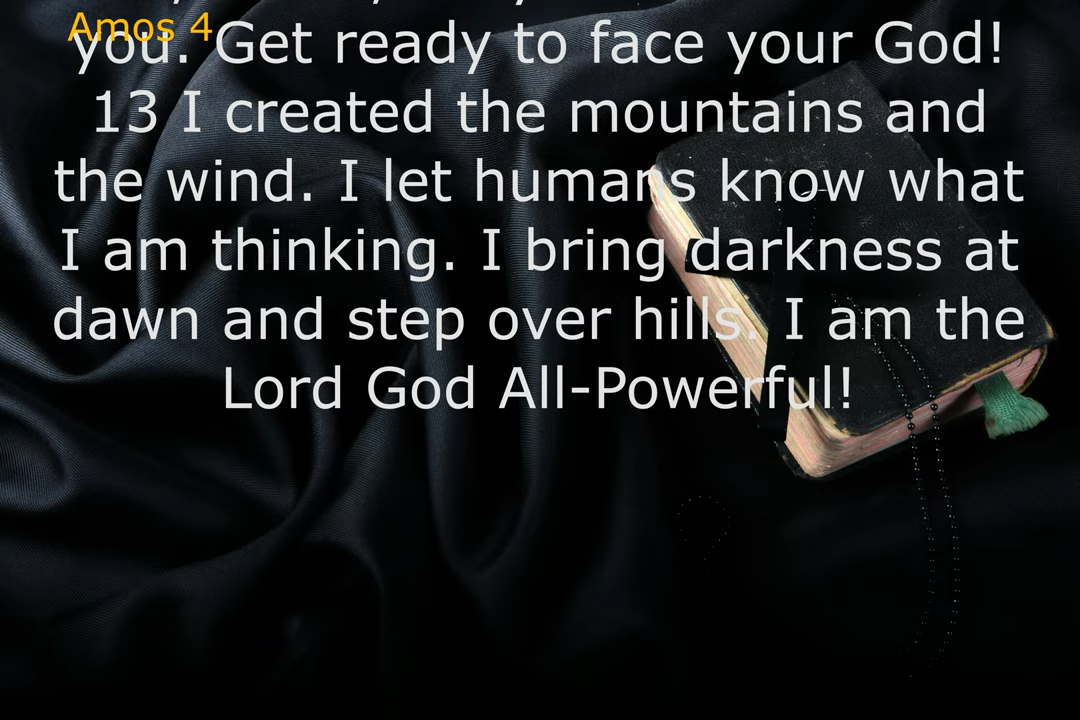 Amos 4
you. Get ready to face your God!
13 I created the mountains and
the wind. I let humans know what
I am thinking. I bring darkness at
dawn and step over hills. I am the
Lord God All-Powerful!